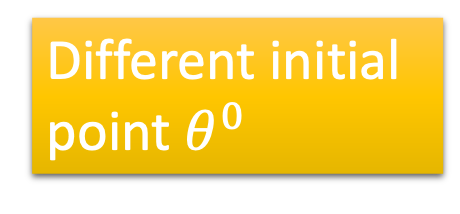 Different initial
point 𝜃⁰